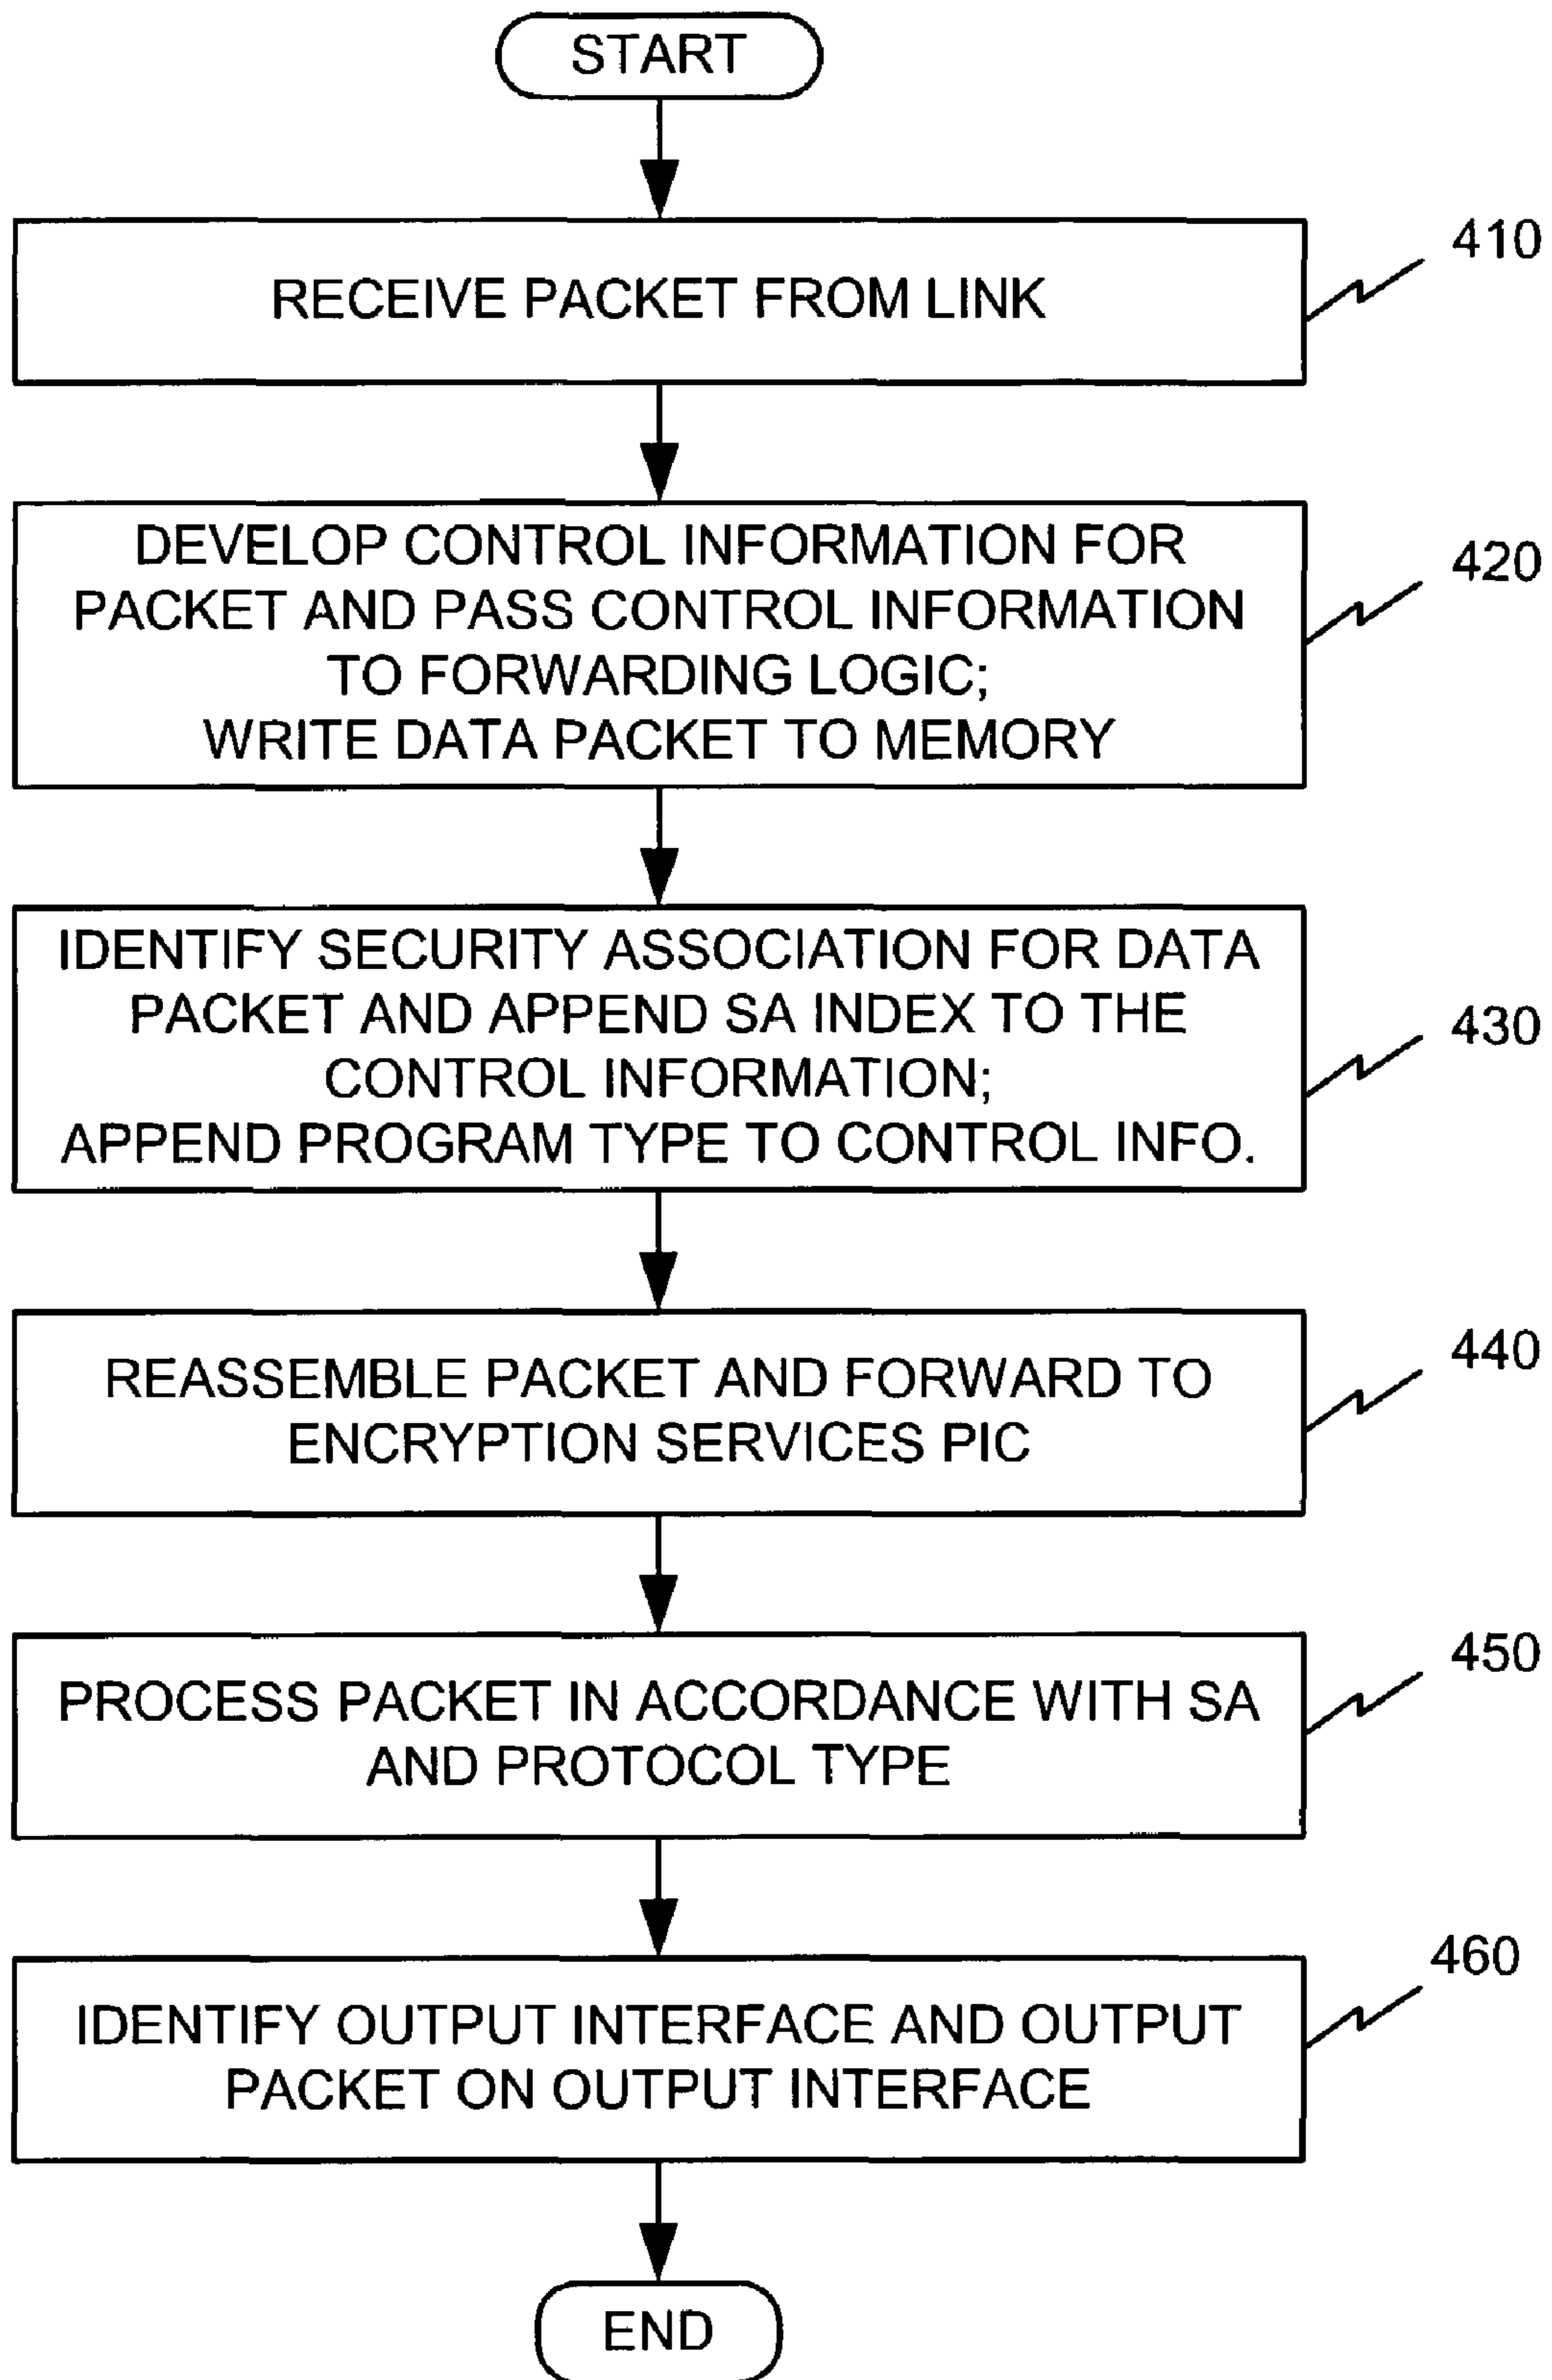 START
RECEIVE PACKET FROM LINK
410
DEVELOP CONTROL INFORMATION FOR
PACKET AND PASS CONTROL INFORMATION
TO FORWARDING LOGIC;
WRITE DATA PACKET TO MEMORY
420
IDENTIFY SECURITY ASSOCIATION FOR DATA
PACKET AND APPEND SA INDEX TO THE
CONTROL INFORMATION;
APPEND PROGRAM TYPE TO CONTROL INFO.
430
REASSEMBLE PACKET AND FORWARD TO
ENCRYPTION SERVICES PIC
440
PROCESS PACKET IN ACCORDANCE WITH SA
AND PROTOCOL TYPE
450
IDENTIFY OUTPUT INTERFACE AND OUTPUT
PACKET ON OUTPUT INTERFACE
460
END